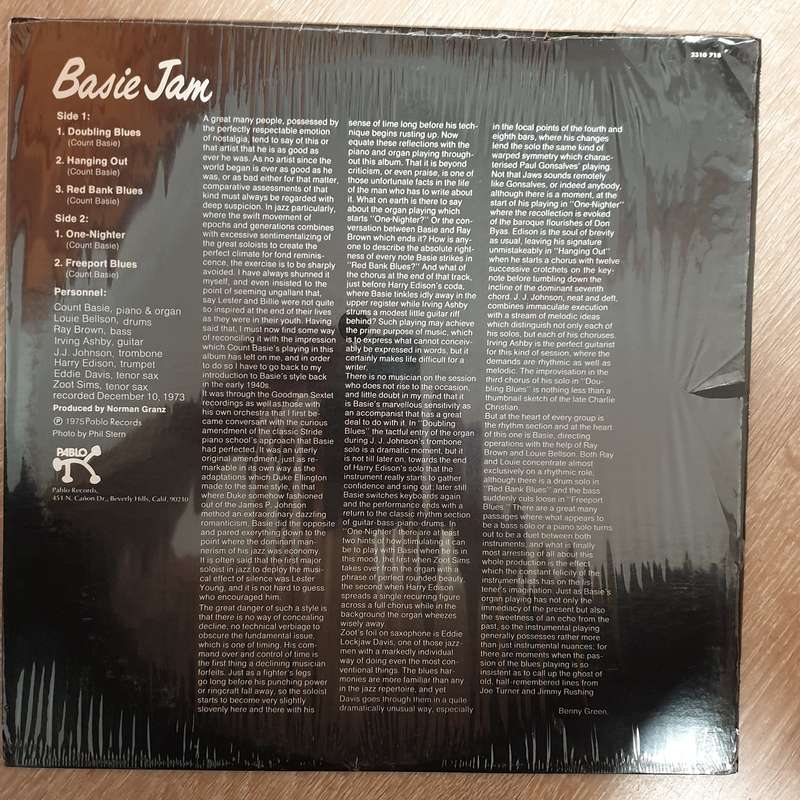 2310 718
Basie Jam
Side 1:
1. Doubling Blues
(Count Basie)
2. Hanging Out
(Count Basie)
3. Red Bank Blues
(Count Basie)
Side 2:
1. One-Nighter
(Count Basie)
2. Freeport Blues
(Count Basie)
Personnel:
Count Basie, piano & organ
Louie Bellson, drums
Ray Brown, bass
Irving Ashby, guitar
J.J. Johnson, trombone
Harry Edison, trumpet
Eddie Davis, tenor sax
Zoot Sims, tenor sax
recorded December 10, 1973
Produced by Norman Granz
Ⓟ 1975 Pablo Records
Photo by Phil Stern
PABLO
Pablo Records,
451 N. Cañon Dr., Beverly Hills, Calif. 90210
A great many people, possessed by
the perfectly respectable emotion
of nostalgia, tend to say of this or
that artist that he is as good as
ever he was. As no artist since the
world began is ever as good as he
was, or as bad either for that matter,
comparative assessments of that
kind must always be regarded with
deep suspicion. In jazz particularly,
where the swift movement of
epochs and generations combines
with excessive sentimentalizing of
the great soloists to create the
perfect climate for fond reminis-
cence, the exercise is to be sharply
avoided. I have always shunned it
myself, and even insisted to the
point of seeming ungallant that,
say Lester and Billie were not quite
so inspired at the end of their lives
as they were in their youth. Having
said that, I must now find some way
of reconciling it with the impression
which Count Basie's playing in this
album has left on me, and in order
to do so I have to go back to my
introduction to Basie's style back
in the early 1940s.
It was through the Goodman Sextet
recordings as well as those with
his own orchestra that I first be-
came conversant with the curious
amendment of the classic Stride
piano school's approach that Basie
had perfected. It was an utterly
original amendment, just as re-
markable in its own way as the
adaptations which Duke Ellington
made to the same style, in that
where Duke somehow fashioned
out of the James P. Johnson
method an extraordinary dazzling
romanticism, Basie did the opposite
and pared everything down to the
point where the dominant man-
nerism of his jazz was economy.
It is often said that the first major
soloist in jazz to deploy the musi-
cal effect of silence was Lester
Young, and it is not hard to guess
who encouraged him.
The great danger of such a style is
that there is no way of concealing
decline, no technical verbiage to
obscure the fundamental issue,
which is one of timing. His com-
mand over and control of time is
the first thing a declining musician
forfeits. Just as a fighter's legs
go long before his punching power
or ringcraft fall away, so the soloist
starts to become very slightly
slovenly here and there with his
sense of time long before his tech-
nique begins rusting up. Now
equate these reflections with the
piano and organ playing through-
out this album. That it is beyond
criticism, or even praise, is one of
those unfortunate facts in the life
of the man who has to write about
it. What on earth is there to say
about the organ playing which
starts "One-Nighter?" Or the con-
versation between Basie and Ray
Brown which ends it? How is any-
one to describe the absolute right-
ness of every note Basie strikes in
"Red Bank Blues?" And what of
the chorus at the end of that track,
just before Harry Edison's coda,
where Basie tinkles idly away in the
upper register while Irving Ashby
strums a modest little guitar riff
behind? Such playing may achieve
the prime purpose of music, which
is to express what cannot conceiv-
ably be expressed in words, but it
certainly makes life difficult for a
writer.
There is no musician on the session
who does not rise to the occasion,
and little doubt in my mind that it
is Basie's marvellous sensitivity as
an accompanist that has a great
deal to do with it. In "Doubling
Blues" the tactful entry of the organ
during J. J. Johnson's trombone
solo is a dramatic moment, but it
is not till later on, towards the end
of Harry Edison's solo that the
instrument really starts to gather
confidence and sing out; later still
Basie switches keyboards again
and the performance ends with a
return to the classic rhythm section
of guitar-bass-piano-drums. In
"One-Nighter" there are at least
two hints of how stimulating it can
be to play with Basie when he is in
this mood, the first when Zoot Sims
takes over from the organ with a
phrase of perfect rounded beauty,
the second when Harry Edison
spreads a single recurring figure
across a full chorus while in the
background the organ wheezes
wisely away.
Zoot's foil on saxophone is Eddie
Lockjaw Davis, one of those jazz-
men with a markedly individual
way of doing even the most con-
ventional things. The blues har-
monies are more familiar than any
in the jazz repertoire, and yet
Davis goes through them in a quite
dramatically unusual way, especially
in the focal points of the fourth and
eighth bars, where his changes
lend the solo the same kind of
warped symmetry which charac-
terised Paul Gonsalves' playing.
Not that Jaws sounds remotely
like Gonsalves, or indeed anybody,
although there is a moment, at the
start of his playing in "One-Nighter"
where the recollection is evoked
of the baroque flourishes of Don
Byas. Edison is the soul of brevity
as usual, leaving his signature
unmistakeably in "Hanging Out"
when he starts a chorus with twelve
successive crotchets on the key-
note before tumbling down the
incline of the dominant seventh
chord. J. J. Johnson, neat and deft,
combines immaculate execution
with a stream of melodic ideas
which distinguish not only each of
his solos, but each of his choruses.
Irving Ashby is the perfect guitarist
for this kind of session, where the
demands are rhythmic as well as
melodic. The improvisation in the
third chorus of his solo in "Dou-
bling Blues" is nothing less than a
thumbnail sketch of the late Charlie
Christian.
But at the heart of every group is
the rhythm section and at the heart
of this one is Basie, directing
operations with the help of Ray
Brown and Louie Bellson. Both Ray
and Louie concentrate almost
exclusively on a rhythmic role,
although there is a drum solo in
"Red Bank Blues" and the bass
suddenly cuts loose in "Freeport
Blues." There are a great many
passages where what appears to
be a bass solo or a piano solo turns
out to be a duet between both
instruments, and what is finally
most arresting of all about this
whole production is the effect
which the constant felicity of the
instrumentalists has on the lis-
tener's imagination. Just as Basie's
organ playing has not only the
immediacy of the present but also
the sweetness of an echo from the
past, so the instrumental playing
generally possesses rather more
than just instrumental nuances; for
there are moments when the pas-
sion of the blues playing is so
insistent as to call up the ghost of
old, half-remembered lines from
Joe Turner and Jimmy Rushing
Benny Green.